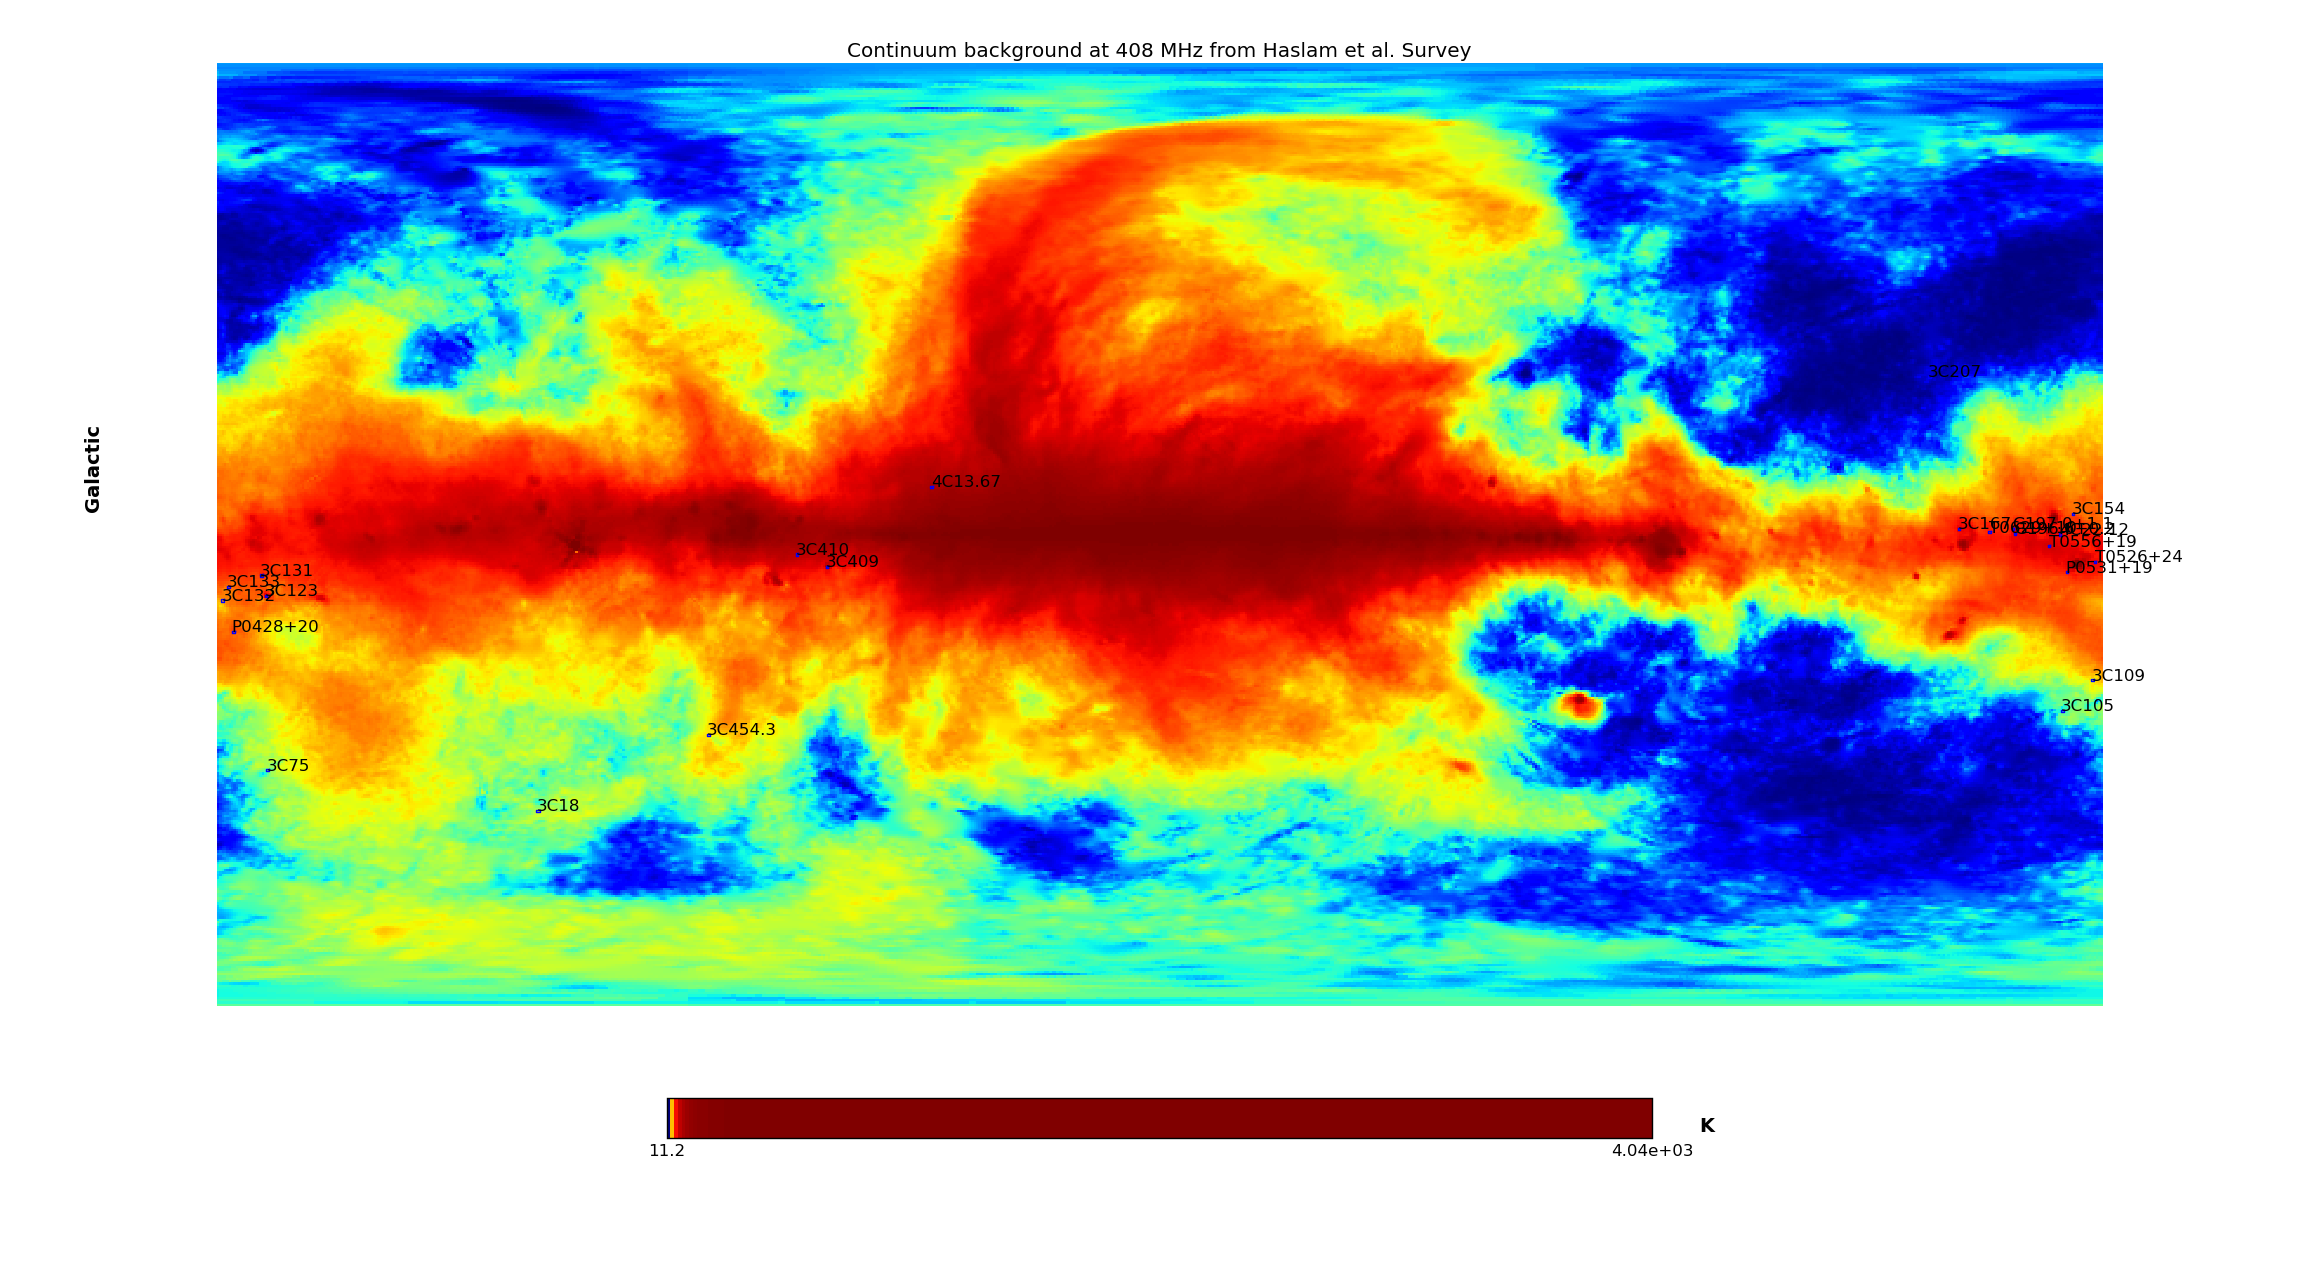 Continuum background at 408 MHz from Haslam et al. Survey
Galactic
3C207
4C13.67
3C154
3C167
T0556+19
3C410
3C409
T0526+24
P0531+19
3C131
3C133
3C123
3C132
P0428+20
3C109
3C105
3C454.3
3C75
3C18
K
11.2
4.04e+03